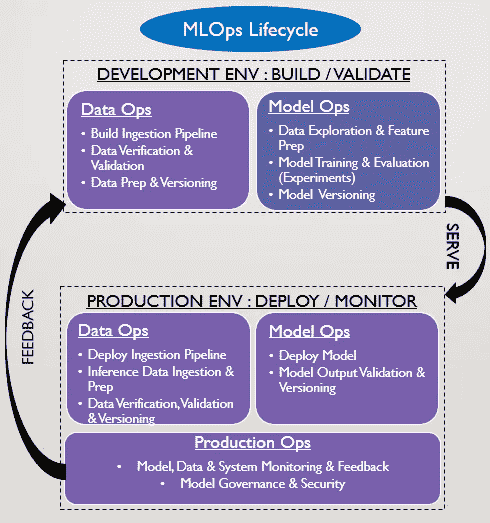 MLOps Lifecycle
DEVELOPMENT ENV : BUILD / VALIDATE
Data Ops
• Build Ingestion Pipeline
• Data Verification &
Validation
• Data Prep & Versioning
Model Ops
• Data Exploration & Feature
Prep
• Model Training & Evaluation
(Experiments)
• Model Versioning
SERVE
PRODUCTION ENV : DEPLOY / MONITOR
Data Ops
• Deploy Ingestion Pipeline
• Inference Data Ingestion &
Prep
• Data Verification, Validation
& Versioning
Model Ops
• Deploy Model
• Model Output Validation &
Versioning
Production Ops
• Model, Data & System Monitoring & Feedback
• Model Governance & Security
FEEDBACK